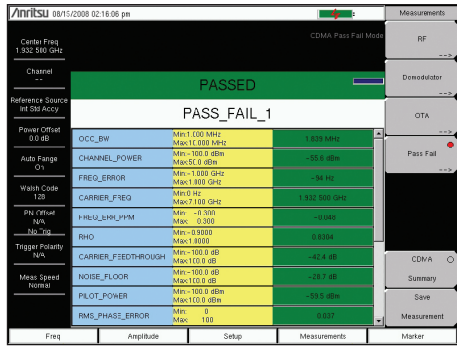 Anritsu 08/15/2008 02:16:06 pm
Measurements
CDMA Pass Fail Mode
Center Freq
1.932 500 GHz
Channel
--
Reference Source
Int Std Accy
Power Offset
0.0 dB
Auto Range
On
Walsh Code
128
PN Offset
N/A
No Trig
Trigger Polarity
N/A
Meas Speed
Normal
PASSED
PASS_FAIL_1
OCC_BW
Min:1.000 MHz
Max:10.000 MHz
1.839 MHz
CHANNEL_POWER
Min:-100.0 dBm
Max:50.0 dBm
-55.6 dBm
FREQ_ERROR
Min:-1.000 GHz
Max:1.000 GHz
-94 Hz
CARRIER_FREQ
Min:0 Hz
Max:7.100 GHz
1.932 500 GHz
FREQ_ERR_PPM
Min: -0.300
Max: 0.300
RHO
Min:-0.9000
Max:1.0000
0.6304
CARRIER_FEEDTHROUGH
Min:-100.0 dB
Max:100.0 dB
-42.4 dB
NOISE_FLOOR
Min:-100.0 dB
Max:100.0 dB
-28.7 dB
PILOT_POWER
Min:-100.0 dBm
Max:100.0 dBm
-59.5 dBm
RMS_PHASE_ERROR
Min: 0
Max: 100
0.037
RF
-->
Demodulator
-->
OTA
-->
Pass Fail
-->
CDMA
Summary
Save
Measurement
Freq
Amplitude
Setup
Measurements
Marker